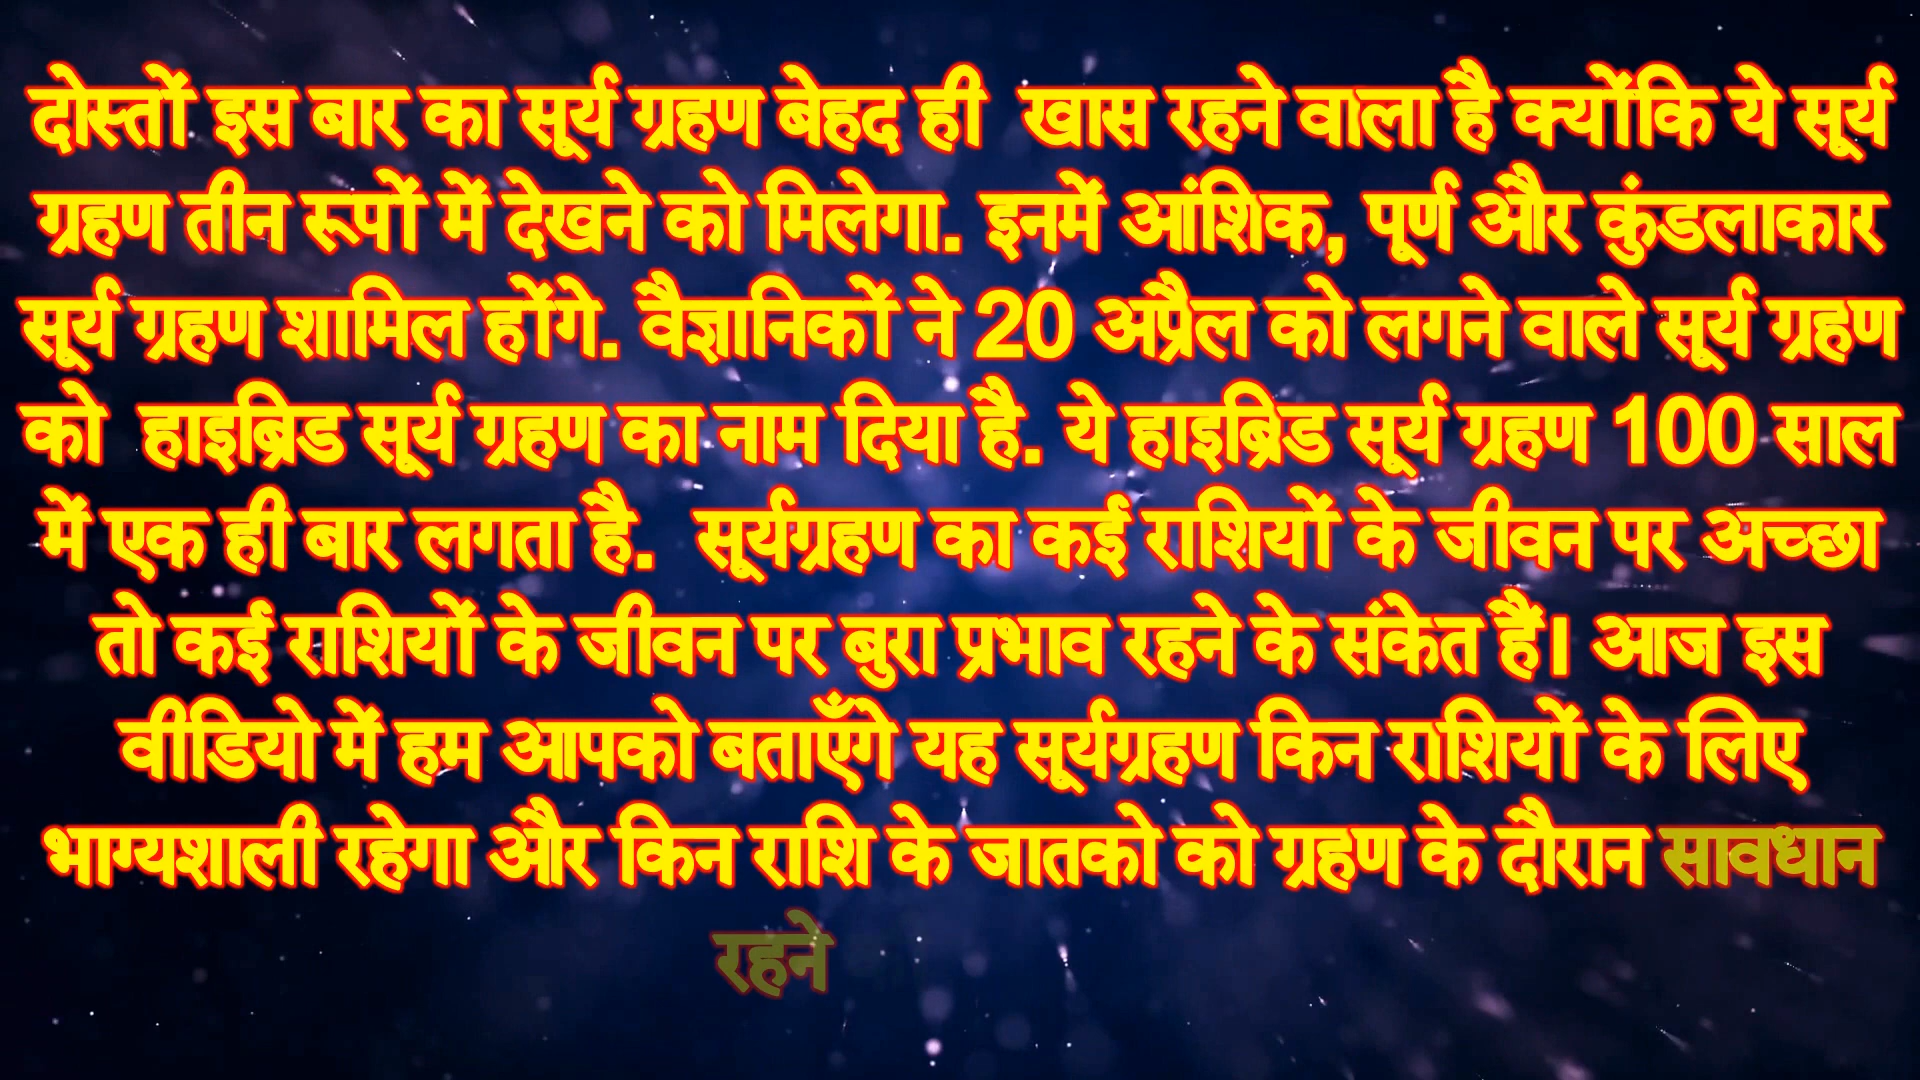 दोस्तों इस बार का सूर्य ग्रहण बेहद ही खास रहने वाला है क्योंकि ये सूर्य
ग्रहण तीन रूपों में देखने को मिलेगा. इनमें आंशिक, पूर्ण और कुंडलाकार
सूर्य ग्रहण शामिल होंगे. वैज्ञानिकों ने 20 अप्रैल को लगने वाले सूर्य ग्रहण
को हाइब्रिड सूर्य ग्रहण का नाम दिया है. ये हाइब्रिड सूर्य ग्रहण 100 साल
में एक ही बार लगता है. सूर्यग्रहण का कई राशियों के जीवन पर अच्छा
तो कई राशियों के जीवन पर बुरा प्रभाव रहने के संकेत हैं। आज इस
वीडियो में हम आपको बताएँगे यह सूर्यग्रहण किन राशियों के लिए
भाग्यशाली रहेगा और किन राशि के जातको को ग्रहण के दौरान सावधान
रहने